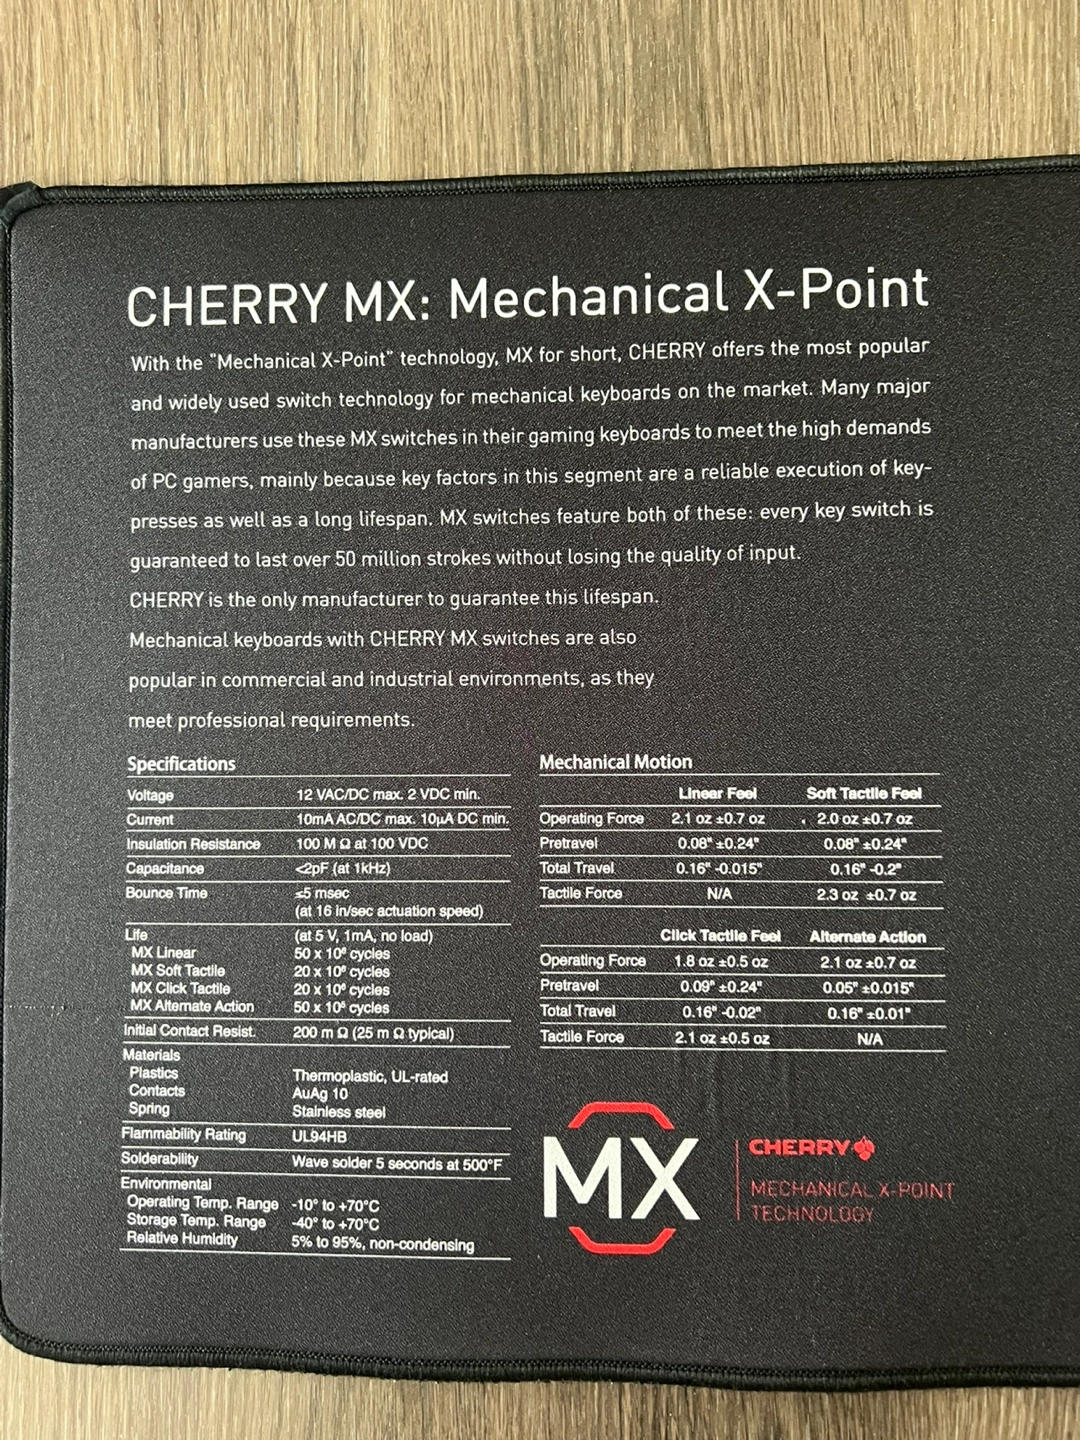 CHERRY MX: Mechanical X-Point
With the "Mechanical X-Point" technology, MX for short, CHERRY offers the most popular
and widely used switch technology for mechanical keyboards on the market. Many major
manufacturers use these MX switches in their gaming keyboards to meet the high demands
of PC gamers, mainly because key factors in this segment are a reliable execution of key-
presses as well as a long lifespan. MX switches feature both of these: every key switch is
guaranteed to last over 50 million strokes without losing the quality of input.
CHERRY is the only manufacturer to guarantee this lifespan.
Mechanical keyboards with CHERRY MX switches are also
popular in commercial and industrial environments, as they
meet professional requirements.
Specifications
Voltage 12 VAC/DC max. 2 VDC min.
Current 10mA AC/DC max. 10µA DC min.
Insulation Resistance 100 M Ω at 100 VDC
Capacitance <2pF (at 1kHz)
Bounce Time ≤5 msec
(at 16 in/sec actuation speed)
Life (at 5 V, 1mA, no load)
MX Linear 50 x 10⁶ cycles
MX Soft Tactile 20 x 10⁶ cycles
MX Click Tactile 20 x 10⁶ cycles
MX Alternate Action 50 x 10⁶ cycles
Initial Contact Resist. 200 m Ω (25 m Ω typical)
Materials
Plastics Thermoplastic, UL-rated
Contacts AuAg 10
Spring Stainless steel
Flammability Rating UL94HB
Solderability Wave solder 5 seconds at 500°F
Environmental
Operating Temp. Range -10° to +70°C
Storage Temp. Range -40° to +70°C
Relative Humidity 5% to 95%, non-condensing
Mechanical Motion
Linear Feel Soft Tactile Feel
Operating Force 2.1 oz ±0.7 oz 2.0 oz ±0.7 oz
Pretravel 0.08" ±0.24" 0.08" ±0.24"
Total Travel 0.16" -0.015" 0.16" -0.2"
Tactile Force N/A 2.3 oz ±0.7 oz
Click Tactile Feel Alternate Action
Operating Force 1.8 oz ±0.5 oz 2.1 oz ±0.7 oz
Pretravel 0.09" ±0.24" 0.05" ±0.015"
Total Travel 0.16" -0.02" 0.16" ±0.01"
Tactile Force 2.1 oz ±0.5 oz N/A
MX
CHERRY
MECHANICAL X-POINT
TECHNOLOGY